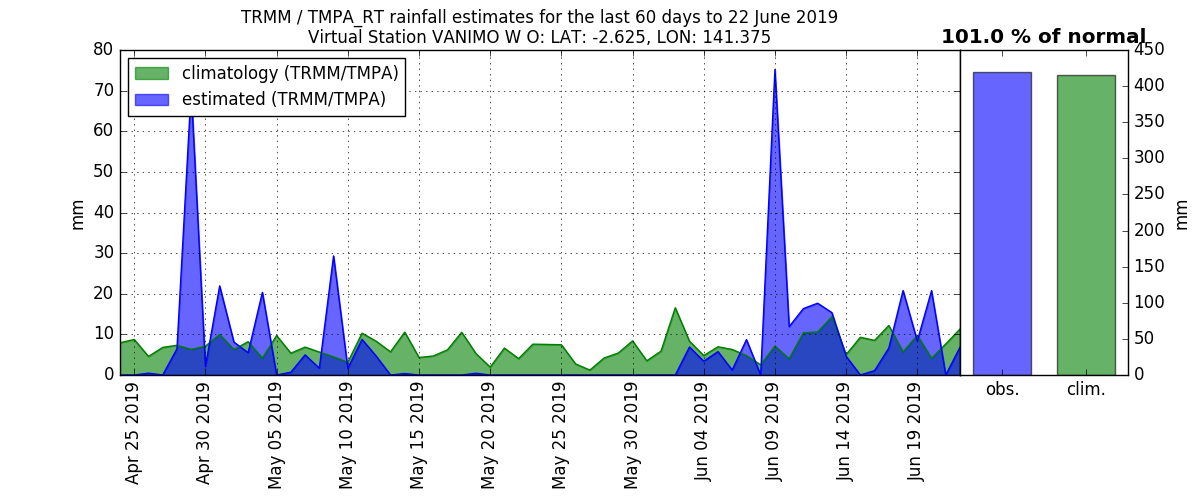 TRMM / TMPA_RT rainfall estimates for the last 60 days to 22 June 2019
Virtual Station VANIMO W O: LAT: -2.625, LON: 141.375
101.0 % of normal
climatology (TRMM/TMPA)
estimated (TRMM/TMPA)
80
70
60
50
40
30
20
10
0
mm
Apr 25 2019
Apr 30 2019
May 05 2019
May 10 2019
May 15 2019
May 20 2019
May 25 2019
May 30 2019
Jun 04 2019
Jun 09 2019
Jun 14 2019
Jun 19 2019
450
400
350
300
250
200
150
100
50
0
mm
obs.
clim.